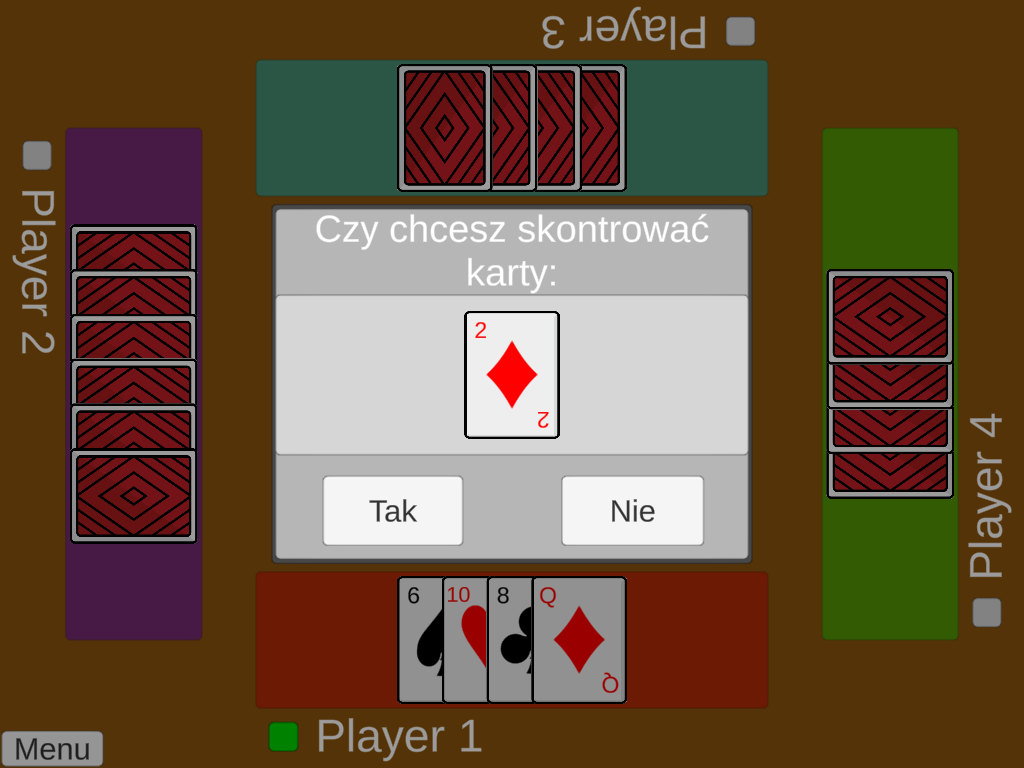 Player 3
Player 2
Czy chcesz skontrować
karty:
2
2
Tak
Nie
Player 4
6
10
8
Q
Q
Player 1
Menu